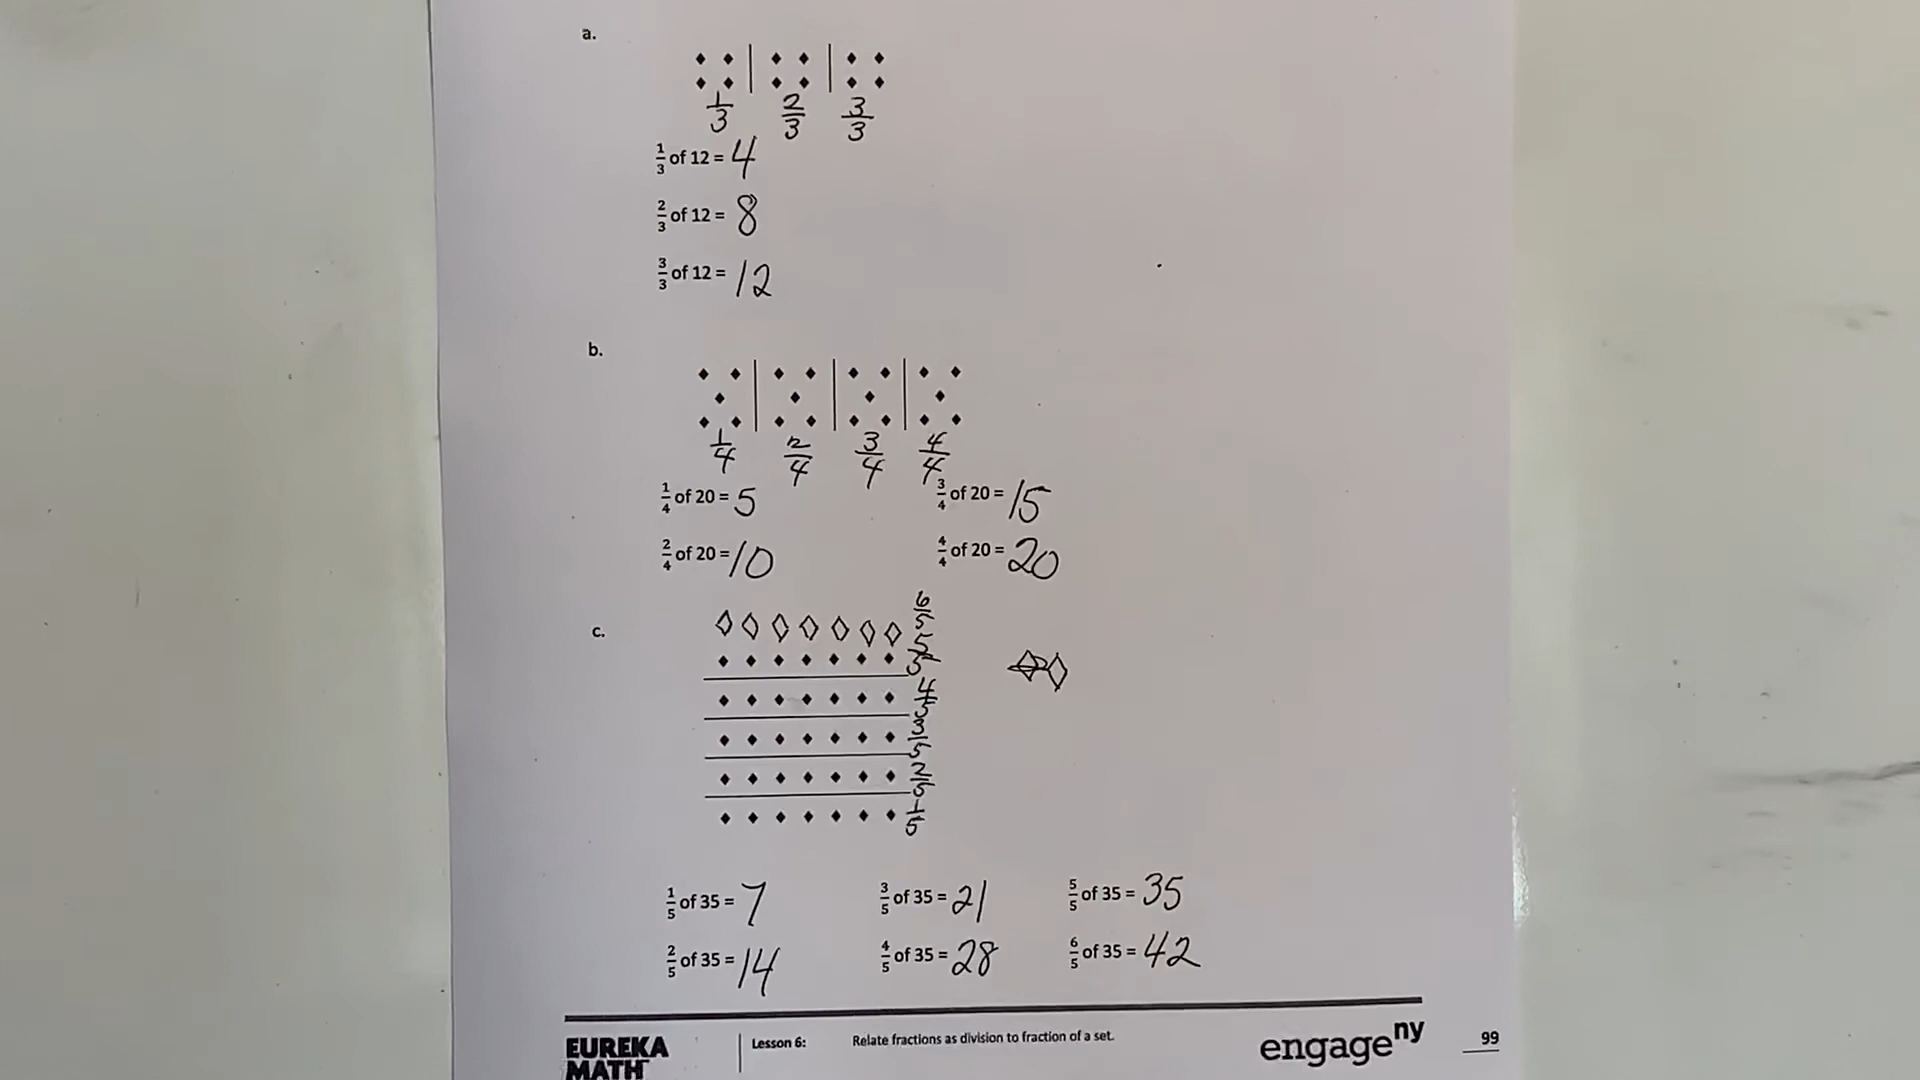 a.
1/3 2/3 3/3
1/3 of 12 = 4
2/3 of 12 = 8
3/3 of 12 = 12
b.
1/4 2/4 3/4 4/4
1/4 of 20 = 5 3/4 of 20 = 15
2/4 of 20 = 10 4/4 of 20 = 20
c.
6/5
5/5
4/5
3/5
2/5
1/5
1/5 of 35 = 7 3/5 of 35 = 21 5/5 of 35 = 35
2/5 of 35 = 14 4/5 of 35 = 28 6/5 of 35 = 42
EUREKA MATH
Lesson 6: Relate fractions as division to fraction of a set.
engage ny
99